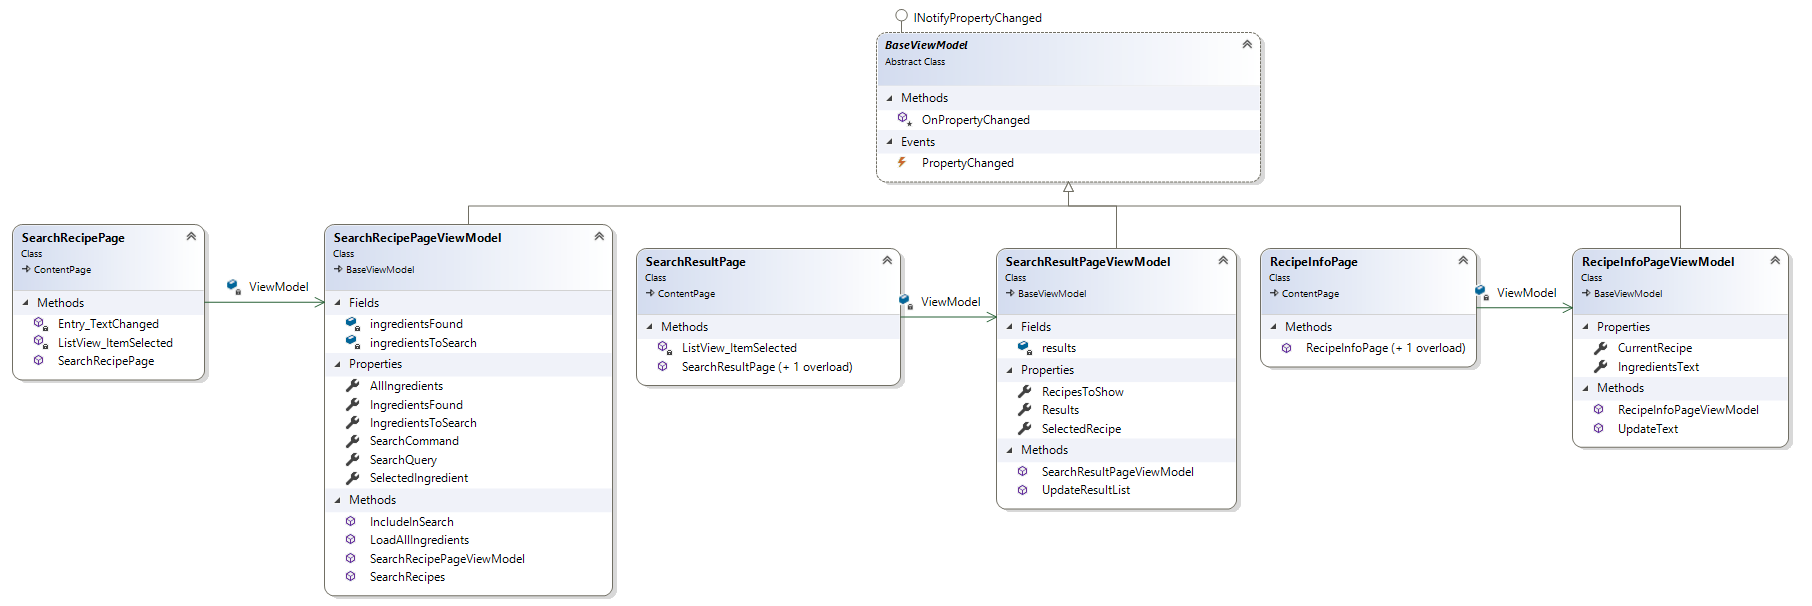 INotifyPropertyChanged
BaseViewModel
Abstract Class
Methods
OnPropertyChanged
Events
PropertyChanged
SearchRecipePage
Class
ContentPage
Methods
Entry_TextChanged
ListView_ItemSelected
SearchRecipePage
ViewModel
SearchRecipePageViewModel
Class
BaseViewModel
Fields
ingredientsFound
ingredientsToSearch
Properties
AllIngredients
IngredientsFound
IngredientsToSearch
SearchCommand
SearchQuery
SelectedIngredient
Methods
IncludeInSearch
LoadAllIngredients
SearchRecipePageViewModel
SearchRecipes
SearchResultPage
Class
ContentPage
Methods
ListView_ItemSelected
SearchResultPage (+ 1 overload)
ViewModel
SearchResultPageViewModel
Class
BaseViewModel
Fields
results
Properties
RecipesToShow
Results
SelectedRecipe
Methods
SearchResultPageViewModel
UpdateResultList
RecipeInfoPage
Class
ContentPage
Methods
RecipeInfoPage (+ 1 overload)
ViewModel
RecipeInfoPageViewModel
Class
BaseViewModel
Properties
CurrentRecipe
IngredientsText
Methods
RecipeInfoPageViewModel
UpdateText